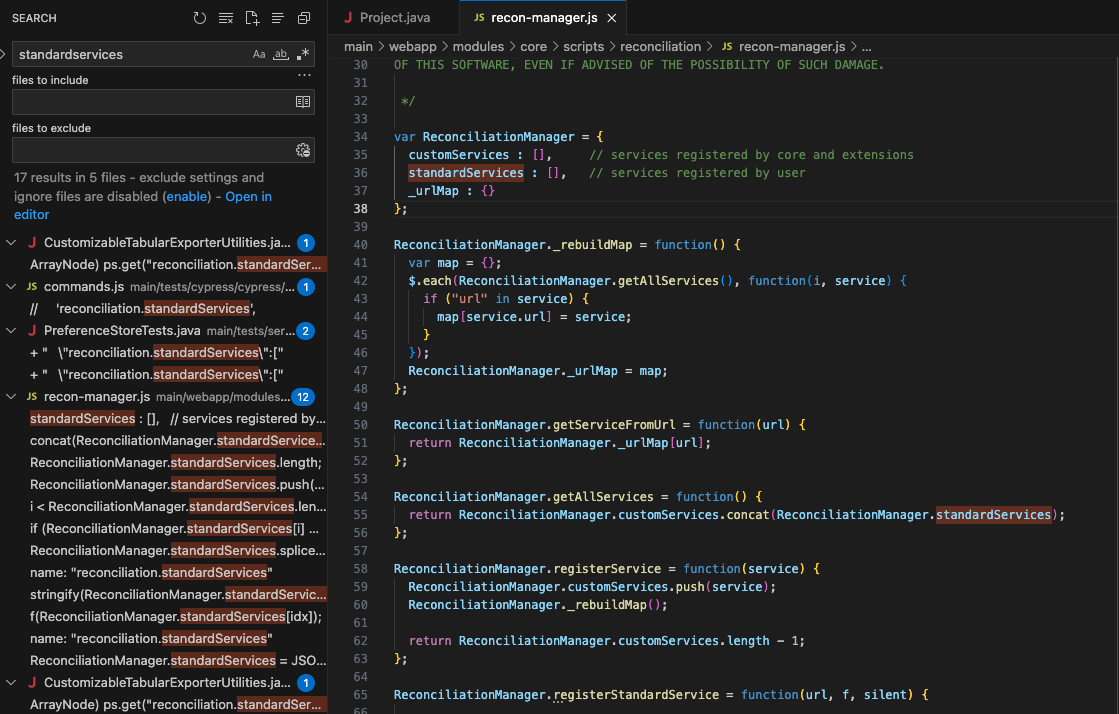 SEARCH
standardservices
Aa ab .*
files to include
files to exclude
17 results in 5 files - exclude settings and
ignore files are disabled (enable) - Open in
editor
J CustomizableTabularExporterUtilities.ja... 1
ArrayNode) ps.get("reconciliation.standardSer...
JS commands.js main/tests/cypress/cypress/... 1
// 'reconciliation.standardServices',
J PreferenceStoreTests.java main/tests/ser... 2
+ " \"reconciliation.standardServices\":["
+ " \"reconciliation.standardServices\":["
JS recon-manager.js main/webapp/modules... 12
standardServices : [], // services registered by...
concat(ReconciliationManager.standardService...
ReconciliationManager.standardServices.length;
ReconciliationManager.standardServices.push(...
i < ReconciliationManager.standardServices.len...
if (ReconciliationManager.standardServices[i] ...
ReconciliationManager.standardServices.splice...
name: "reconciliation.standardServices"
stringify(ReconciliationManager.standardServic...
f(ReconciliationManager.standardServices[idx]);
name: "reconciliation.standardServices"
ReconciliationManager.standardServices = JSO...
J CustomizableTabularExporterUtilities.ja... 1
ArrayNode) ps.get("reconciliation.standardSer...
J Project.java
JS recon-manager.js
main > webapp > modules > core > scripts > reconciliation > JS recon-manager.js > ...
30 OF THIS SOFTWARE, EVEN IF ADVISED OF THE POSSIBILITY OF SUCH DAMAGE.
31
32 */
33
34 var ReconciliationManager = {
35 customServices : [], // services registered by core and extensions
36 standardServices : [], // services registered by user
37 _urlMap : {}
38 };
39
40 ReconciliationManager._rebuildMap = function() {
41 var map = {};
42 $.each(ReconciliationManager.getAllServices(), function(i, service) {
43 if ("url" in service) {
44 map[service.url] = service;
45 }
46 });
47 ReconciliationManager._urlMap = map;
48 };
49
50 ReconciliationManager.getServiceFromUrl = function(url) {
51 return ReconciliationManager._urlMap[url];
52 };
53
54 ReconciliationManager.getAllServices = function() {
55 return ReconciliationManager.customServices.concat(ReconciliationManager.standardServices);
56 };
57
58 ReconciliationManager.registerService = function(service) {
59 ReconciliationManager.customServices.push(service);
60 ReconciliationManager._rebuildMap();
61
62 return ReconciliationManager.customServices.length - 1;
63 };
64
65 ReconciliationManager.registerStandardService = function(url, f, silent) {
66